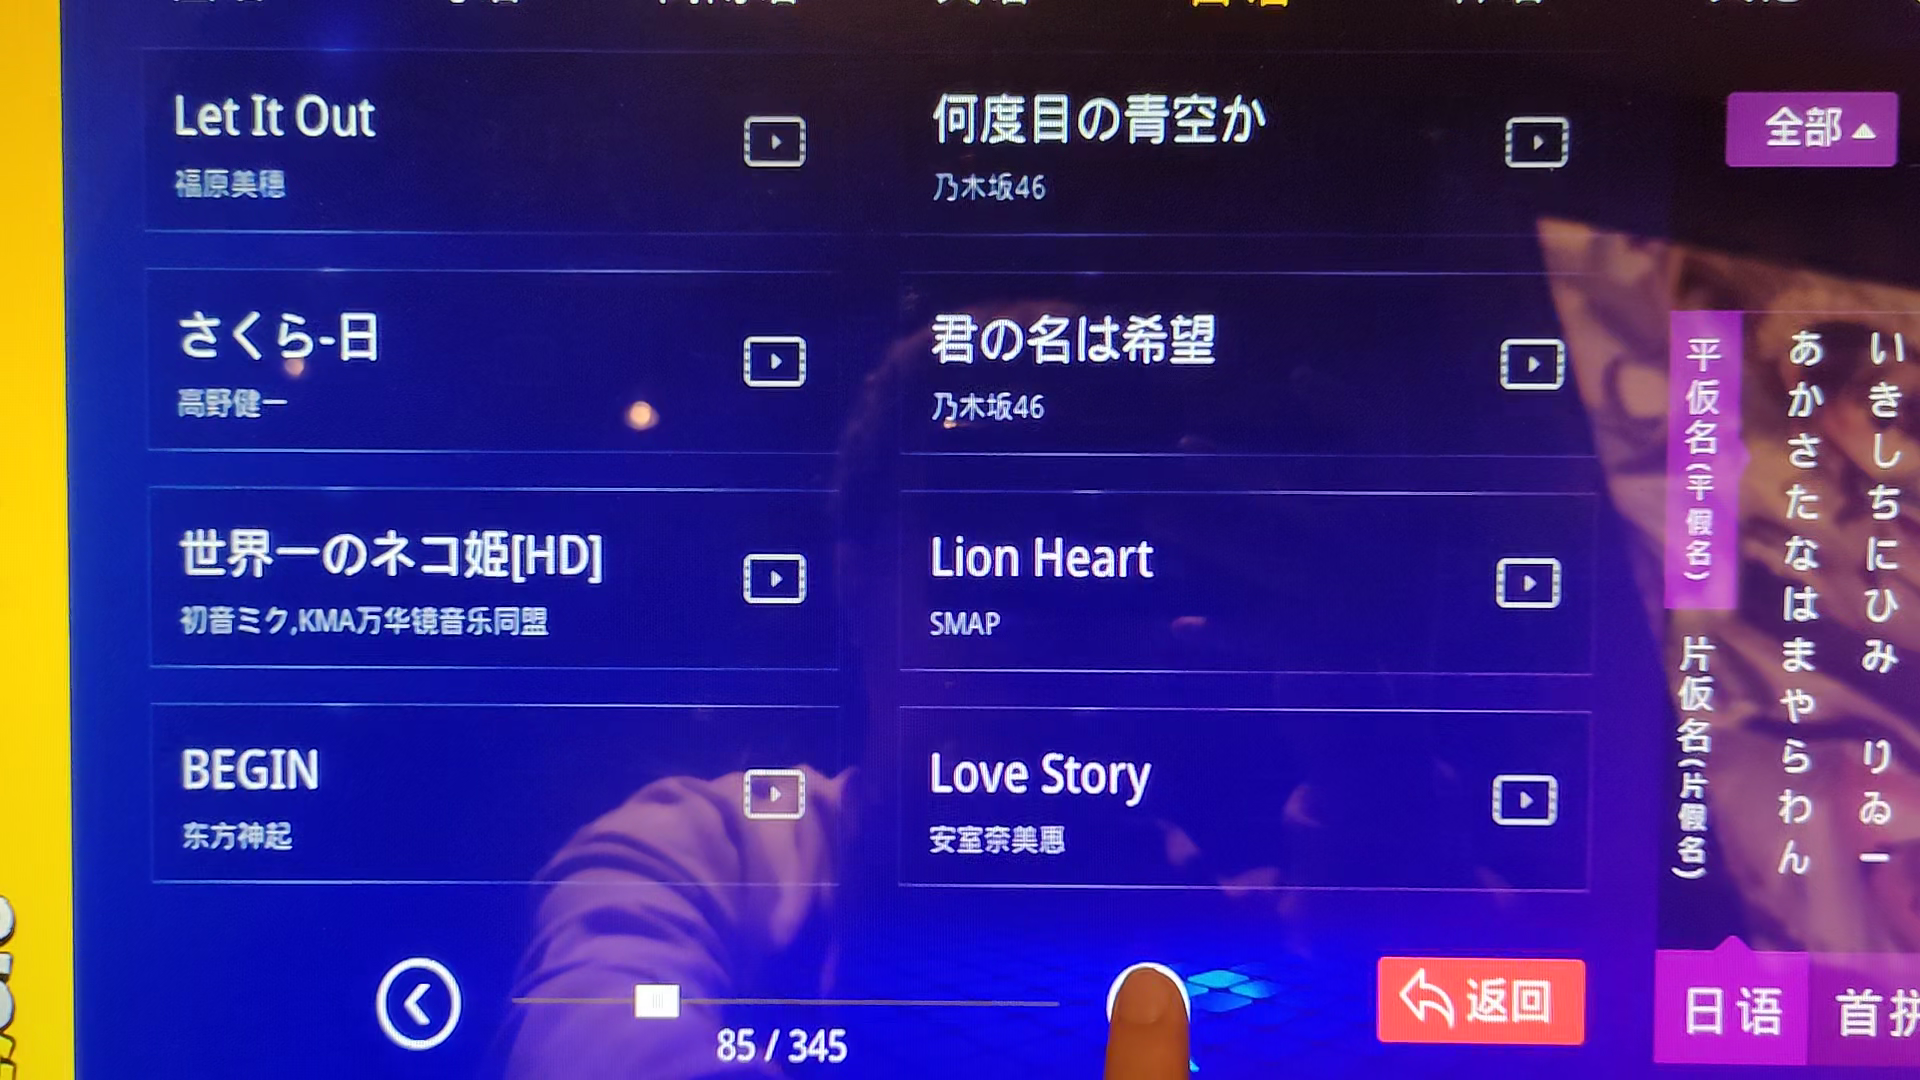 Let It Out
福原美穂
何度目の青空か
乃木坂46
全部
さくら-日
高野健一
君の名は希望
乃木坂46
世界一のネコ姫[HD]
初音ミク,KMA万华镜音乐同盟
Lion Heart
SMAP
BEGIN
东方神起
Love Story
安室奈美恵
平仮名(平假名)
片仮名(片假名)
あかさたなはまやらわん
いきしちにひみ りゐー
85 / 345
返回
日语
首拼